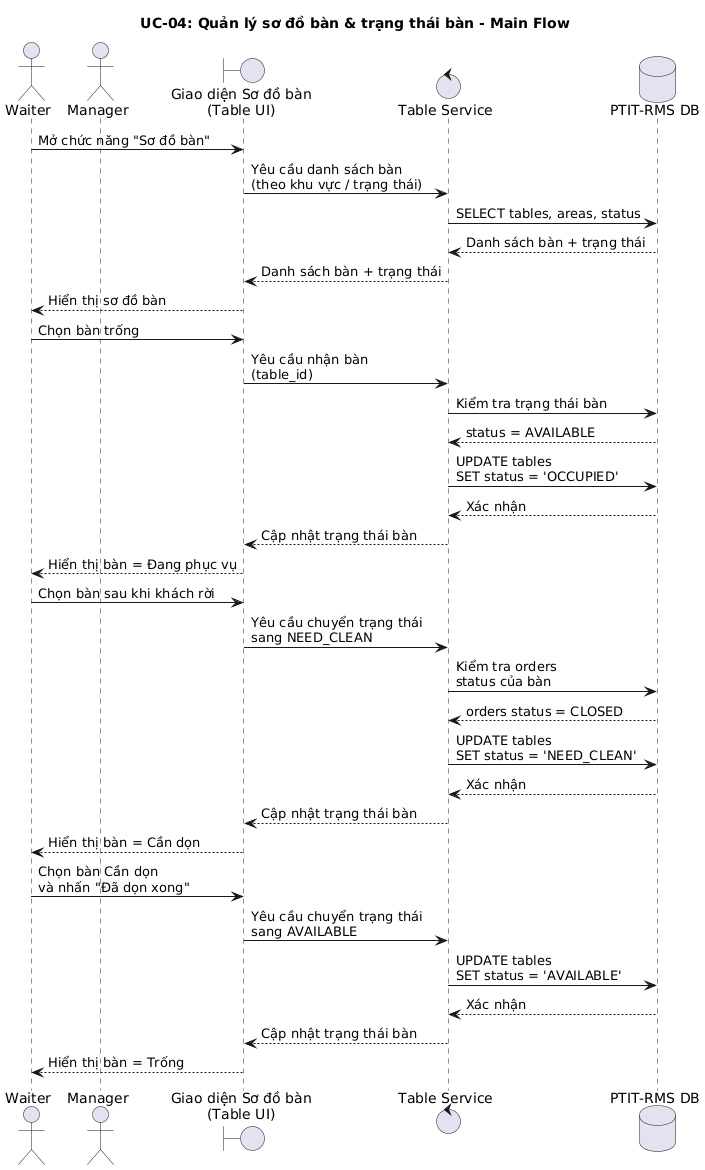 UC-04: Quản lý sơ đồ bàn & trạng thái bàn - Main Flow
Waiter
Manager
Giao diện Sơ đồ bàn
(Table UI)
Table Service
PTIT-RMS DB
Mở chức năng "Sơ đồ bàn"
Yêu cầu danh sách bàn
(theo khu vực / trạng thái)
SELECT tables, areas, status
Danh sách bàn + trạng thái
Danh sách bàn + trạng thái
Hiển thị sơ đồ bàn
Chọn bàn trống
Yêu cầu nhận bàn
(table_id)
Kiểm tra trạng thái bàn
status = AVAILABLE
UPDATE tables
SET status = 'OCCUPIED'
Xác nhận
Cập nhật trạng thái bàn
Hiển thị bàn = Đang phục vụ
Chọn bàn sau khi khách rời
Yêu cầu chuyển trạng thái
sang NEED_CLEAN
Kiểm tra orders
status của bàn
orders status = CLOSED
UPDATE tables
SET status = 'NEED_CLEAN'
Xác nhận
Cập nhật trạng thái bàn
Hiển thị bàn = Cần dọn
Chọn bàn Cần dọn
và nhấn "Đã dọn xong"
Yêu cầu chuyển trạng thái
sang AVAILABLE
UPDATE tables
SET status = 'AVAILABLE'
Xác nhận
Cập nhật trạng thái bàn
Hiển thị bàn = Trống
Waiter
Manager
Giao diện Sơ đồ bàn
(Table UI)
Table Service
PTIT-RMS DB